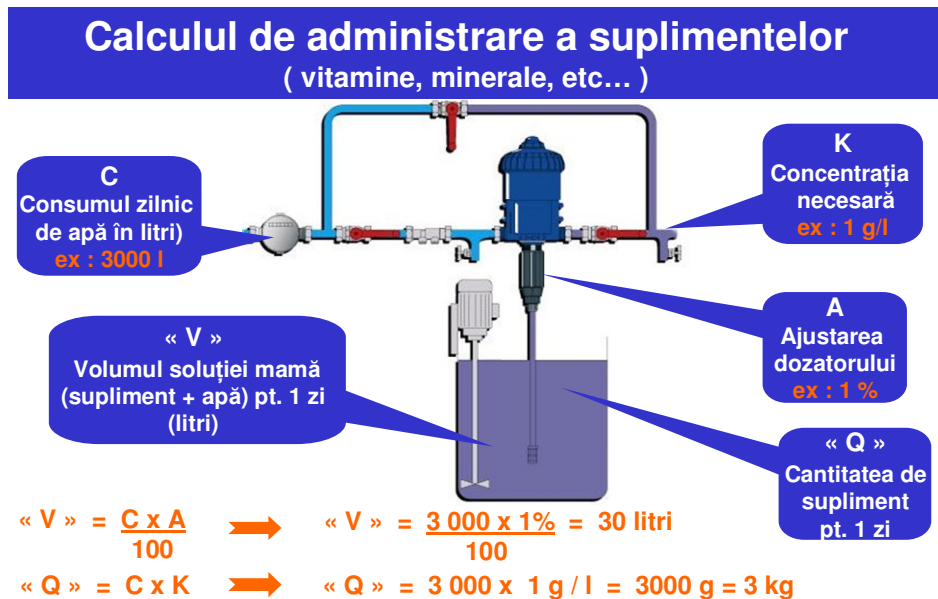 Calculul de administrare a suplimentelor
( vitamine, minerale, etc… )
C
Consumul zilnic
de apă în litri)
ex : 3000 l
K
Concentrația
necesară
ex : 1 g/l
A
Ajustarea
dozatorului
ex : 1 %
« V »
Volumul soluției mamă
(supliment + apă) pt. 1 zi
(litri)
« Q »
Cantitatea de
supliment
pt. 1 zi
« V » = C x A « V » = 3 000 x 1% = 30 litri
100 100
« Q » = C x K « Q » = 3 000 x 1 g / l = 3000 g = 3 kg